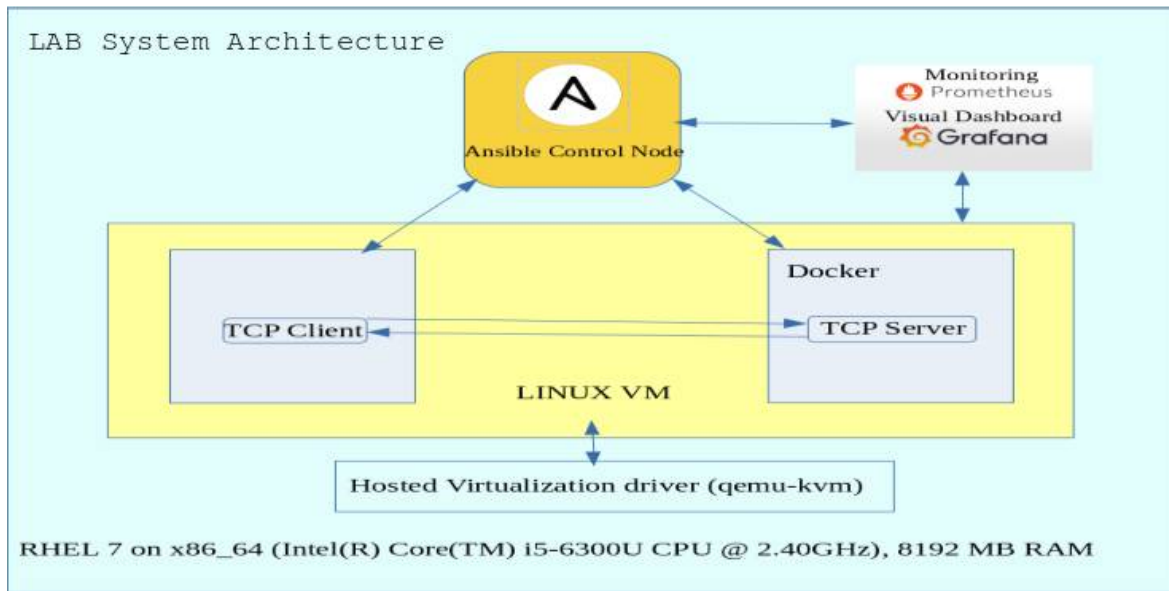 LAB System Architecture
Ansible Control Node
Monitoring
Prometheus
Visual Dashboard
Grafana
Docker
TCP Client
TCP Server
LINUX VM
Hosted Virtualization driver (qemu-kvm)
RHEL 7 on x86_64 (Intel(R) Core(TM) i5-6300U CPU @ 2.40GHz), 8192 MB RAM